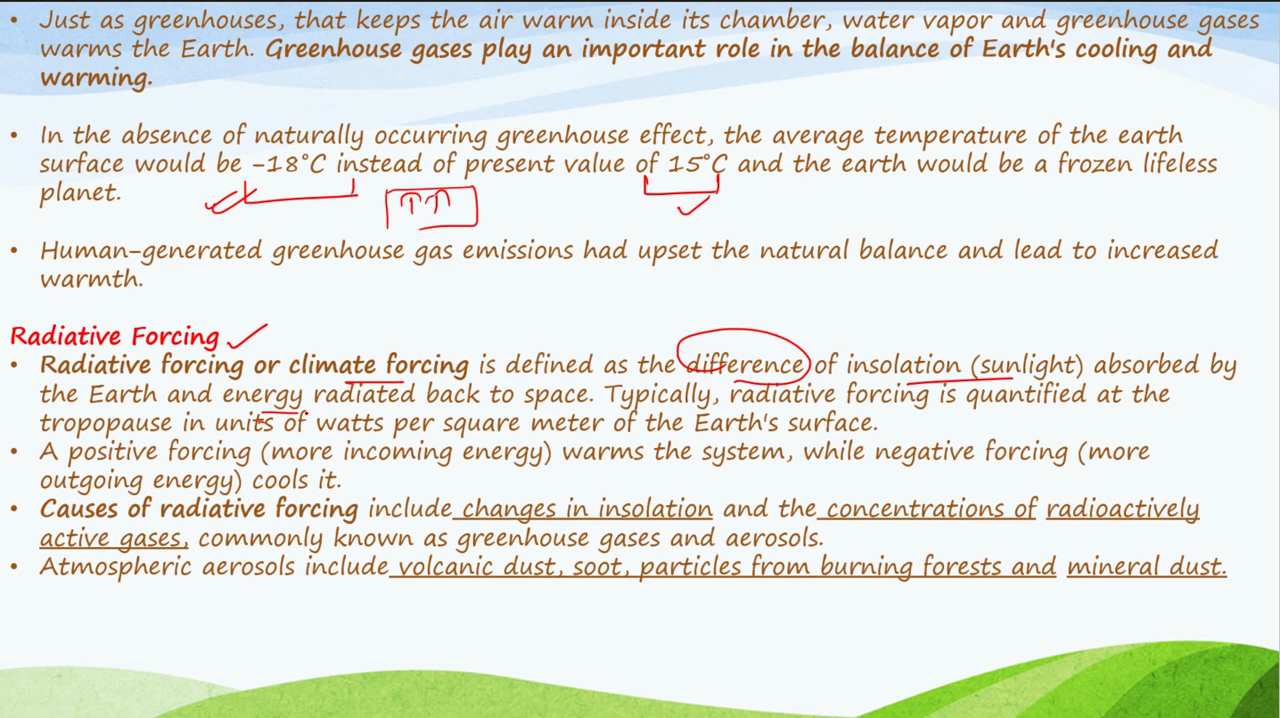 • Just as greenhouses, that keeps the air warm inside its chamber, water vapor and greenhouse gases
warms the Earth. Greenhouse gases play an important role in the balance of Earth's cooling and
warming.
• In the absence of naturally occurring greenhouse effect, the average temperature of the earth
surface would be -18°C instead of present value of 15°C and the earth would be a frozen lifeless
planet.
↑↑
• Human-generated greenhouse gas emissions had upset the natural balance and lead to increased
warmth.
Radiative Forcing
• Radiative forcing or climate forcing is defined as the difference of insolation (sunlight) absorbed by
the Earth and energy radiated back to space. Typically, radiative forcing is quantified at the
tropopause in units of watts per square meter of the Earth's surface.
• A positive forcing (more incoming energy) warms the system, while negative forcing (more
outgoing energy) cools it.
• Causes of radiative forcing include changes in insolation and the concentrations of radioactively
active gases, commonly known as greenhouse gases and aerosols.
• Atmospheric aerosols include volcanic dust, soot, particles from burning forests and mineral dust.